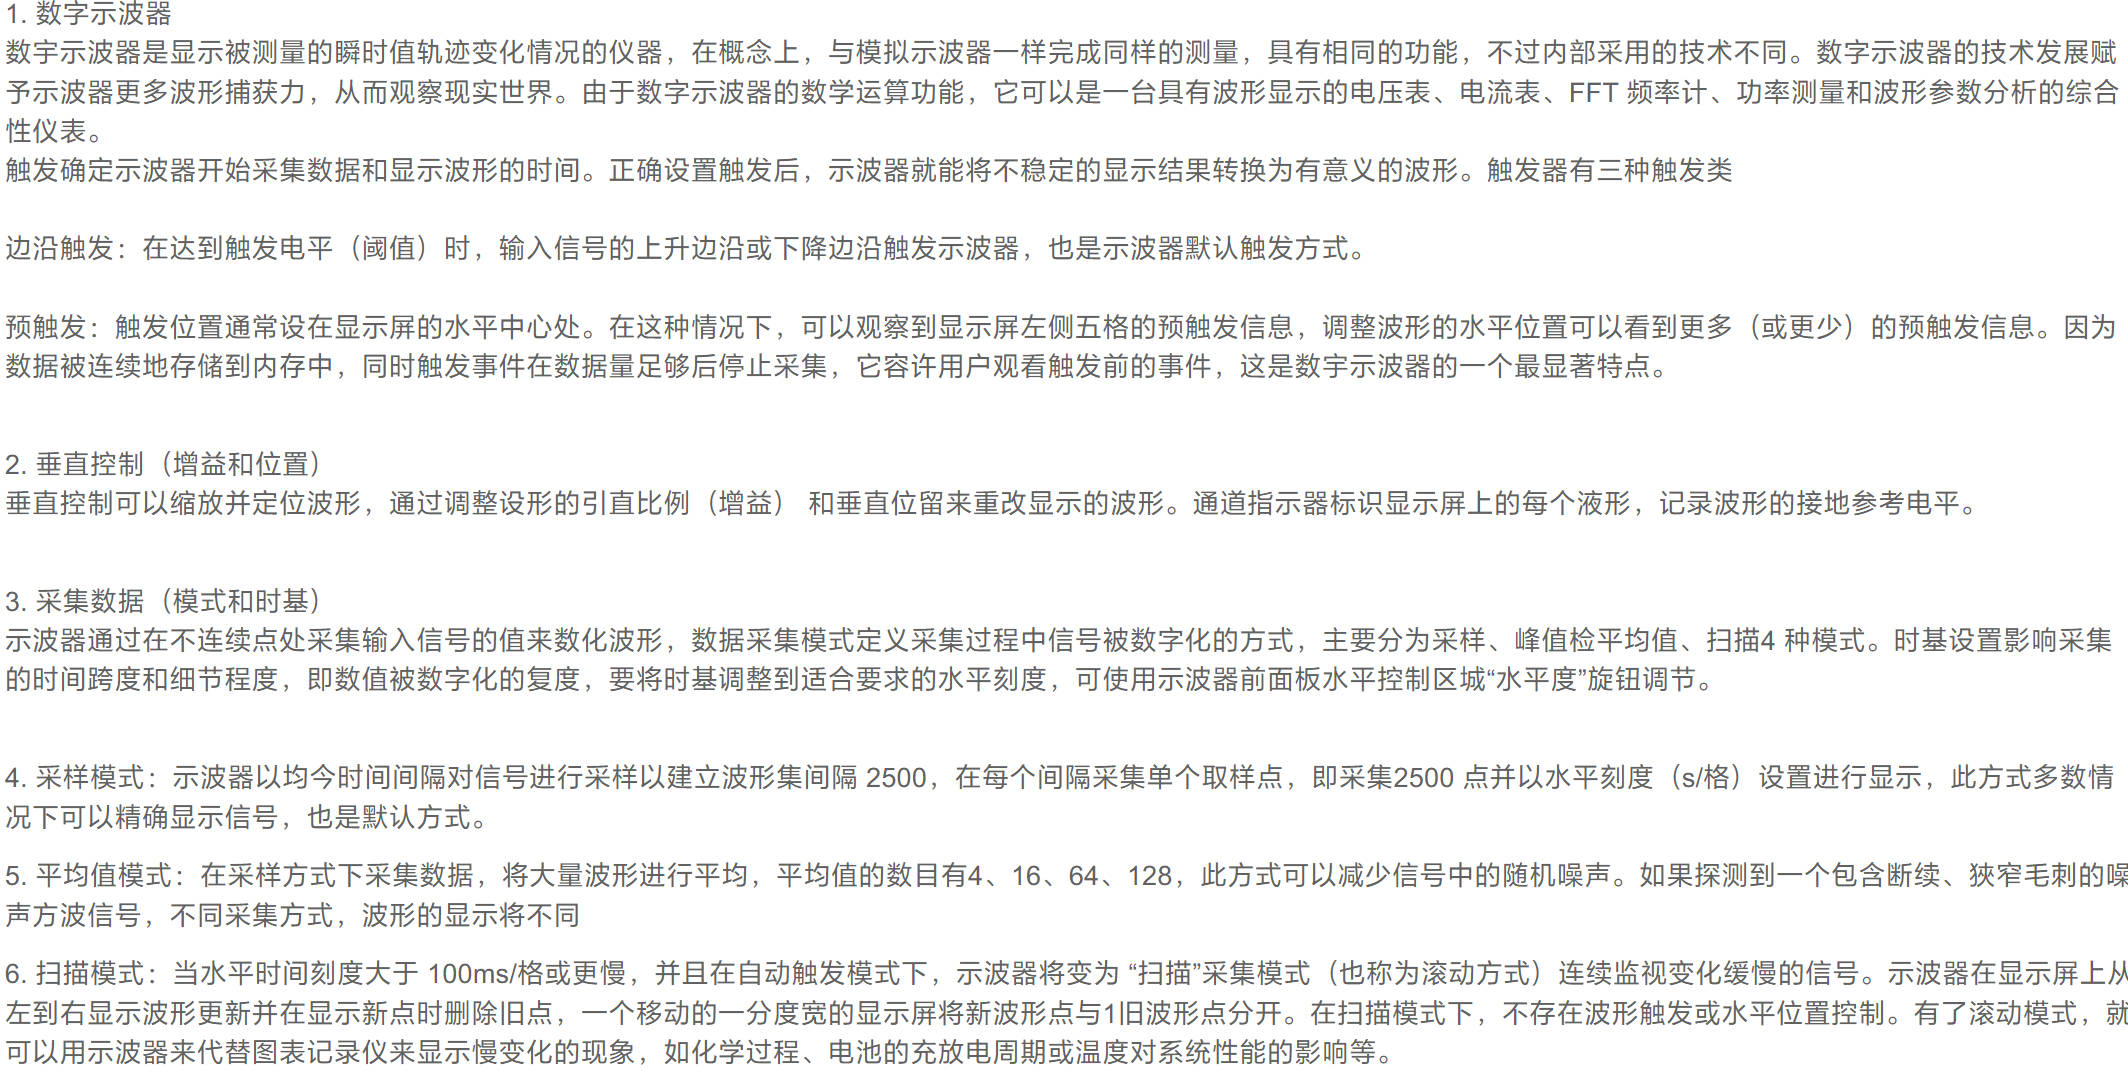 1. 数字示波器
数宇示波器是显示被测量的瞬时值轨迹变化情况的仪器，在概念上，与模拟示波器一样完成同样的测量，具有相同的功能，不过内部采用的技术不同。数字示波器的技术发展赋
予示波器更多波形捕获力，从而观察现实世界。由于数字示波器的数学运算功能，它可以是一台具有波形显示的电压表、电流表、FFT 频率计、功率测量和波形参数分析的综合
性仪表。
触发确定示波器开始采集数据和显示波形的时间。正确设置触发后，示波器就能将不稳定的显示结果转换为有意义的波形。触发器有三种触发类
边沿触发：在达到触发电平（阈值）时，输入信号的上升边沿或下降边沿触发示波器，也是示波器默认触发方式。
预触发：触发位置通常设在显示屏的水平中心处。在这种情况下，可以观察到显示屏左侧五格的预触发信息，调整波形的水平位置可以看到更多（或更少）的预触发信息。因为
数据被连续地存储到内存中，同时触发事件在数据量足够后停止采集，它容许用户观看触发前的事件，这是数宇示波器的一个最显著特点。
2. 垂直控制（增益和位置）
垂直控制可以缩放并定位波形，通过调整设形的引直比例（增益） 和垂直位留来重改显示的波形。通道指示器标识显示屏上的每个液形，记录波形的接地参考电平。
3. 采集数据（模式和时基）
示波器通过在不连续点处采集输入信号的值来数化波形，数据采集模式定义采集过程中信号被数字化的方式，主要分为采样、峰值检平均值、扫描4 种模式。时基设置影响采集
的时间跨度和细节程度，即数值被数字化的复度，要将时基调整到适合要求的水平刻度，可使用示波器前面板水平控制区城“水平度”旋钮调节。
4. 采样模式：示波器以均今时间间隔对信号进行采样以建立波形集间隔 2500，在每个间隔采集单个取样点，即采集2500 点并以水平刻度（s/格）设置进行显示，此方式多数情
况下可以精确显示信号，也是默认方式。
5. 平均值模式：在采样方式下采集数据，将大量波形进行平均，平均值的数目有4、16、64、128，此方式可以减少信号中的随机噪声。如果探测到一个包含断续、狹窄毛刺的噪
声方波信号，不同采集方式，波形的显示将不同
6. 扫描模式：当水平时间刻度大于 100ms/格或更慢，并且在自动触发模式下，示波器将变为 “扫描”采集模式（也称为滚动方式）连续监视变化缓慢的信号。示波器在显示屏上从
左到右显示波形更新并在显示新点时删除旧点，一个移动的一分度宽的显示屏将新波形点与1旧波形点分开。在扫描模式下，不存在波形触发或水平位置控制。有了滚动模式，就
可以用示波器来代替图表记录仪来显示慢变化的现象，如化学过程、电池的充放电周期或温度对系统性能的影响等。